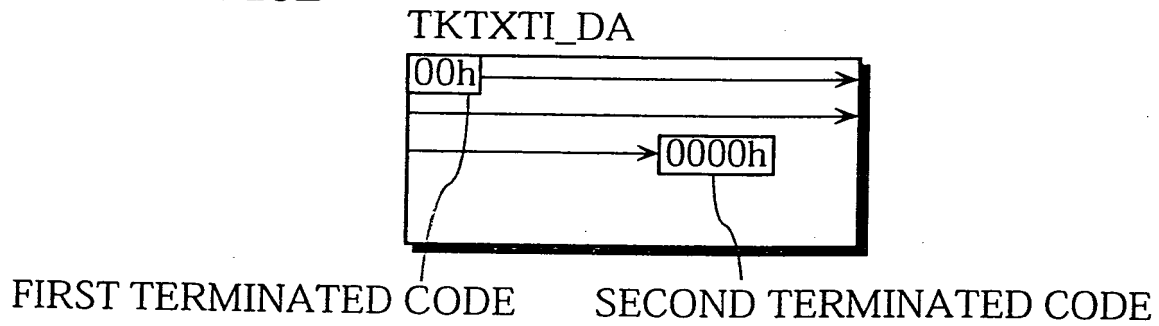 TKTXTI_DA
00h
0000h
FIRST TERMINATED CODE SECOND TERMINATED CODE